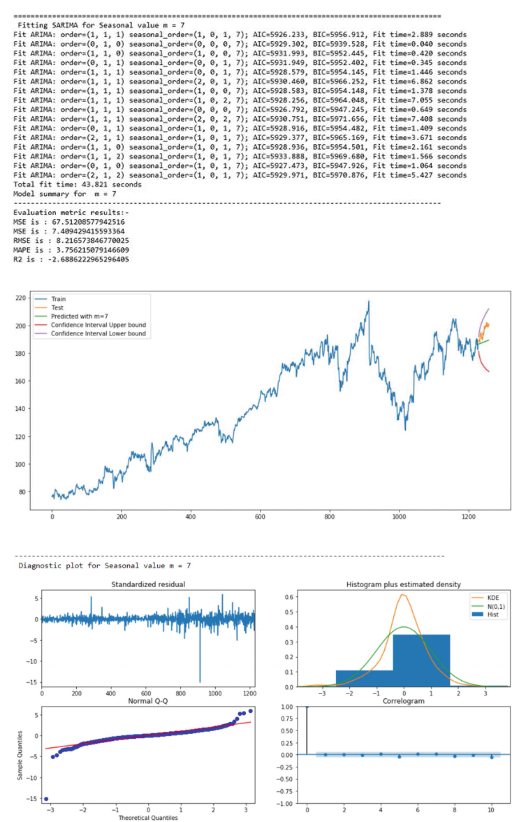 Fitting SARIMA for Seasonal value m = 7
Fit ARIMA: order=(1, 1, 1) seasonal_order=(1, 0, 1, 7); AIC=5926.233, BIC=5956.912, Fit time=2.889 seconds
Fit ARIMA: order=(0, 1, 0) seasonal_order=(0, 0, 0, 7); AIC=5929.302, BIC=5939.528, Fit time=0.040 seconds
Fit ARIMA: order=(1, 1, 0) seasonal_order=(1, 0, 0, 7); AIC=5931.993, BIC=5952.445, Fit time=0.420 seconds
Fit ARIMA: order=(0, 1, 1) seasonal_order=(0, 0, 1, 7); AIC=5931.949, BIC=5952.402, Fit time=0.345 seconds
Fit ARIMA: order=(1, 1, 1) seasonal_order=(0, 0, 1, 7); AIC=5928.579, BIC=5954.145, Fit time=1.446 seconds
Fit ARIMA: order=(1, 1, 1) seasonal_order=(2, 0, 1, 7); AIC=5930.460, BIC=5966.252, Fit time=6.862 seconds
Fit ARIMA: order=(1, 1, 1) seasonal_order=(1, 0, 0, 7); AIC=5928.583, BIC=5954.148, Fit time=1.378 seconds
Fit ARIMA: order=(1, 1, 1) seasonal_order=(1, 0, 2, 7); AIC=5928.256, BIC=5964.048, Fit time=7.055 seconds
Fit ARIMA: order=(1, 1, 1) seasonal_order=(0, 0, 0, 7); AIC=5926.792, BIC=5947.245, Fit time=0.649 seconds
Fit ARIMA: order=(1, 1, 1) seasonal_order=(2, 0, 2, 7); AIC=5930.751, BIC=5971.656, Fit time=7.408 seconds
Fit ARIMA: order=(0, 1, 1) seasonal_order=(1, 0, 1, 7); AIC=5928.916, BIC=5954.482, Fit time=1.409 seconds
Fit ARIMA: order=(2, 1, 1) seasonal_order=(1, 0, 1, 7); AIC=5929.377, BIC=5965.169, Fit time=3.671 seconds
Fit ARIMA: order=(1, 1, 0) seasonal_order=(1, 0, 1, 7); AIC=5928.936, BIC=5954.501, Fit time=2.161 seconds
Fit ARIMA: order=(1, 1, 2) seasonal_order=(1, 0, 1, 7); AIC=5933.888, BIC=5969.680, Fit time=1.566 seconds
Fit ARIMA: order=(0, 1, 0) seasonal_order=(1, 0, 1, 7); AIC=5927.473, BIC=5947.926, Fit time=1.064 seconds
Fit ARIMA: order=(2, 1, 2) seasonal_order=(1, 0, 1, 7); AIC=5929.971, BIC=5970.876, Fit time=5.427 seconds
Total fit time: 43.821 seconds
Model summary for m = 7
Evaluation metric results:-
MSE is : 67.51208577942516
MSE is : 7.409429415593364
RMSE is : 8.216573846770025
MAPE is : 3.756215079146609
R2 is : -2.6886222965296405
Train
Test
Predicted with m=7
Confidence Interval Upper bound
Confidence Interval Lower bound
220
200
180
160
140
120
100
80
0 200 400 600 800 1000 1200
Diagnostic plot for Seasonal value m = 7
Standardized residual
5
0
−5
−10
−15
0 200 400 600 800 1000 1200
Histogram plus estimated density
KDE
N(0,1)
Hist
0.6
0.5
0.4
0.3
0.2
0.1
0.0
−3 −2 −1 0 1 2 3
Normal Q-Q
Sample Quantiles
5
0
−5
−10
−15
−3 −2 −1 0 1 2 3
Theoretical Quantiles
Correlogram
1.00
0.75
0.50
0.25
0.00
−0.25
−0.50
−0.75
−1.00
0 2 4 6 8 10